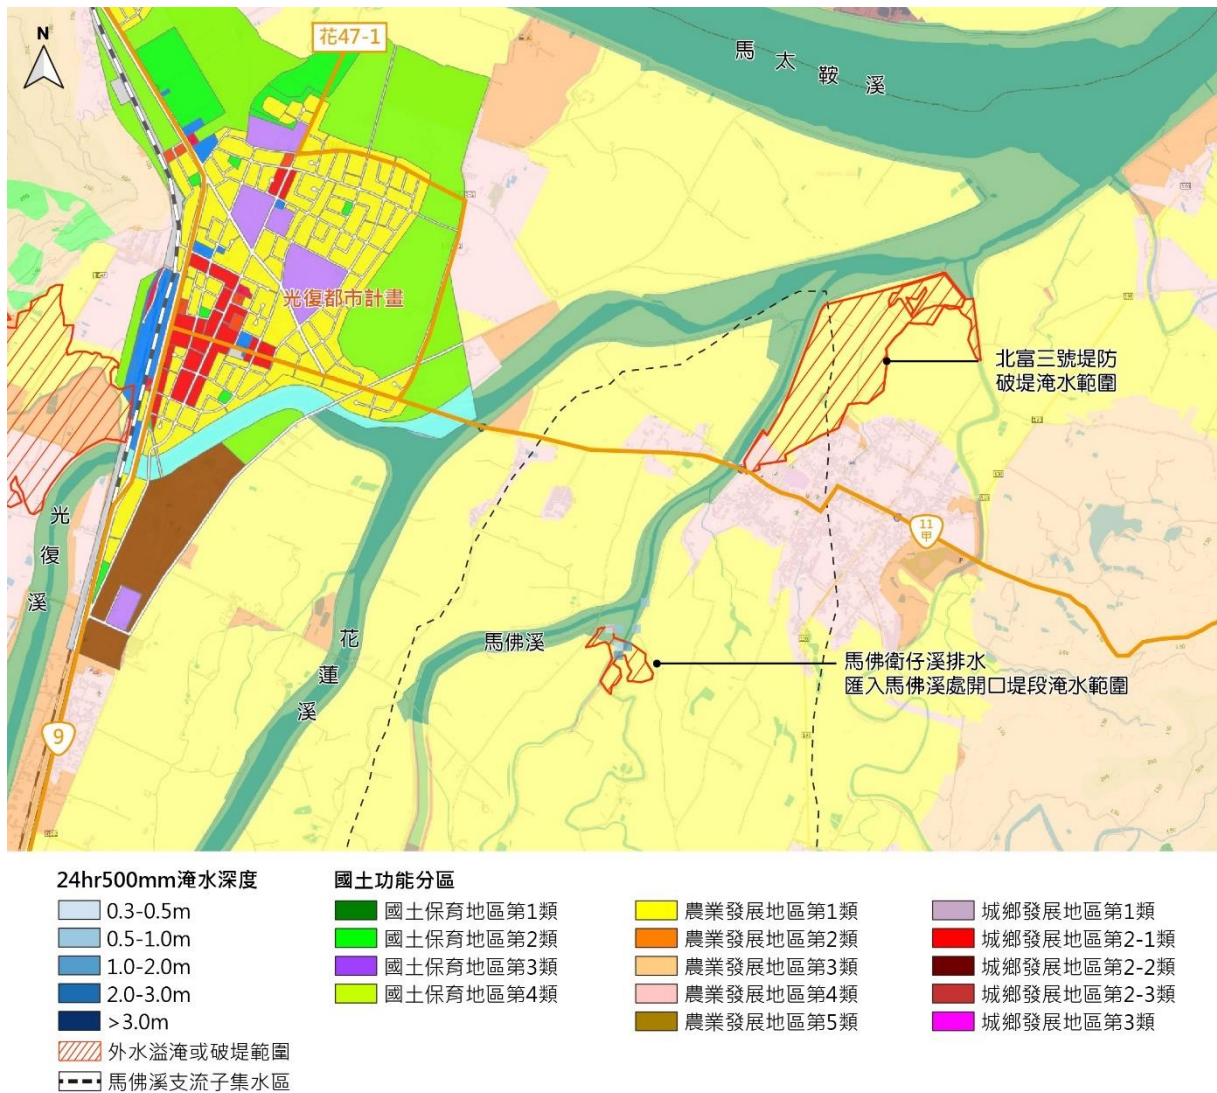 N
花47-1
馬太鞍溪
光復都市計畫
北富三號堤防
破堤淹水範圍
光復溪
11
甲
花蓮溪
馬佛溪
馬佛衛仔溪排水
匯入馬佛溪處開口堤段淹水範圍
9
24hr500mm淹水深度
0.3-0.5m
0.5-1.0m
1.0-2.0m
2.0-3.0m
>3.0m
外水溢淹或破堤範圍
馬佛溪支流子集水區
國土功能分區
國土保育地區第1類
國土保育地區第2類
國土保育地區第3類
國土保育地區第4類
農業發展地區第1類
農業發展地區第2類
農業發展地區第3類
農業發展地區第4類
農業發展地區第5類
城鄉發展地區第1類
城鄉發展地區第2-1類
城鄉發展地區第2-2類
城鄉發展地區第2-3類
城鄉發展地區第3類